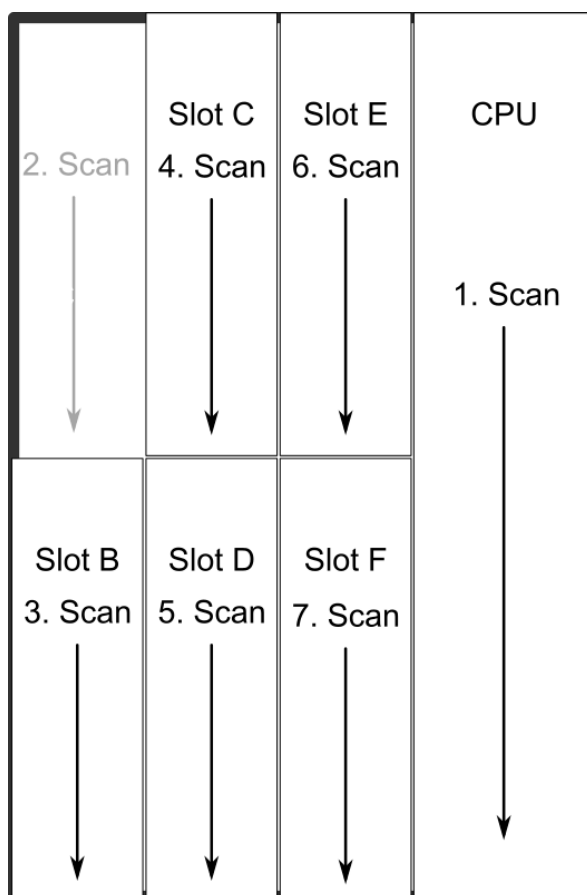 Slot C
Slot E
CPU
2. Scan
4. Scan
6. Scan
1. Scan
Slot B
Slot D
Slot F
3. Scan
5. Scan
7. Scan